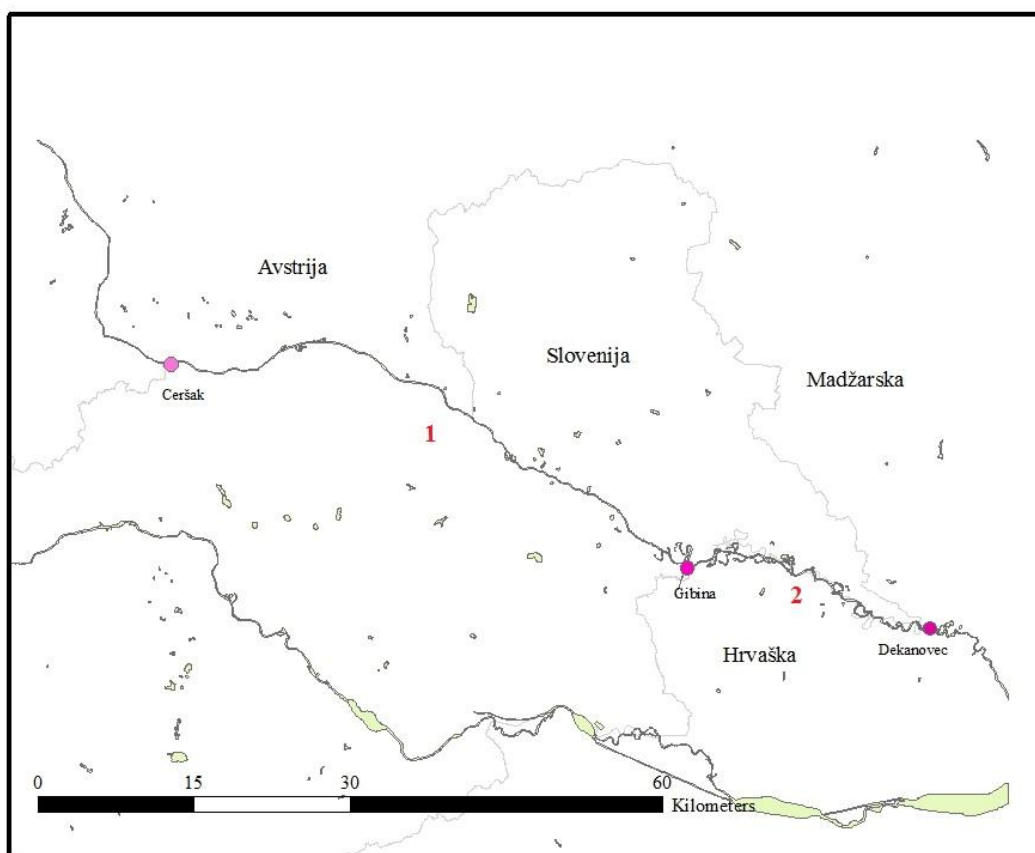 Avstrija
Slovenija
Madžarska
Ceršak
1
Gibina
2
Hrvaška
Dekanovec
0 15 30 60
Kilometers